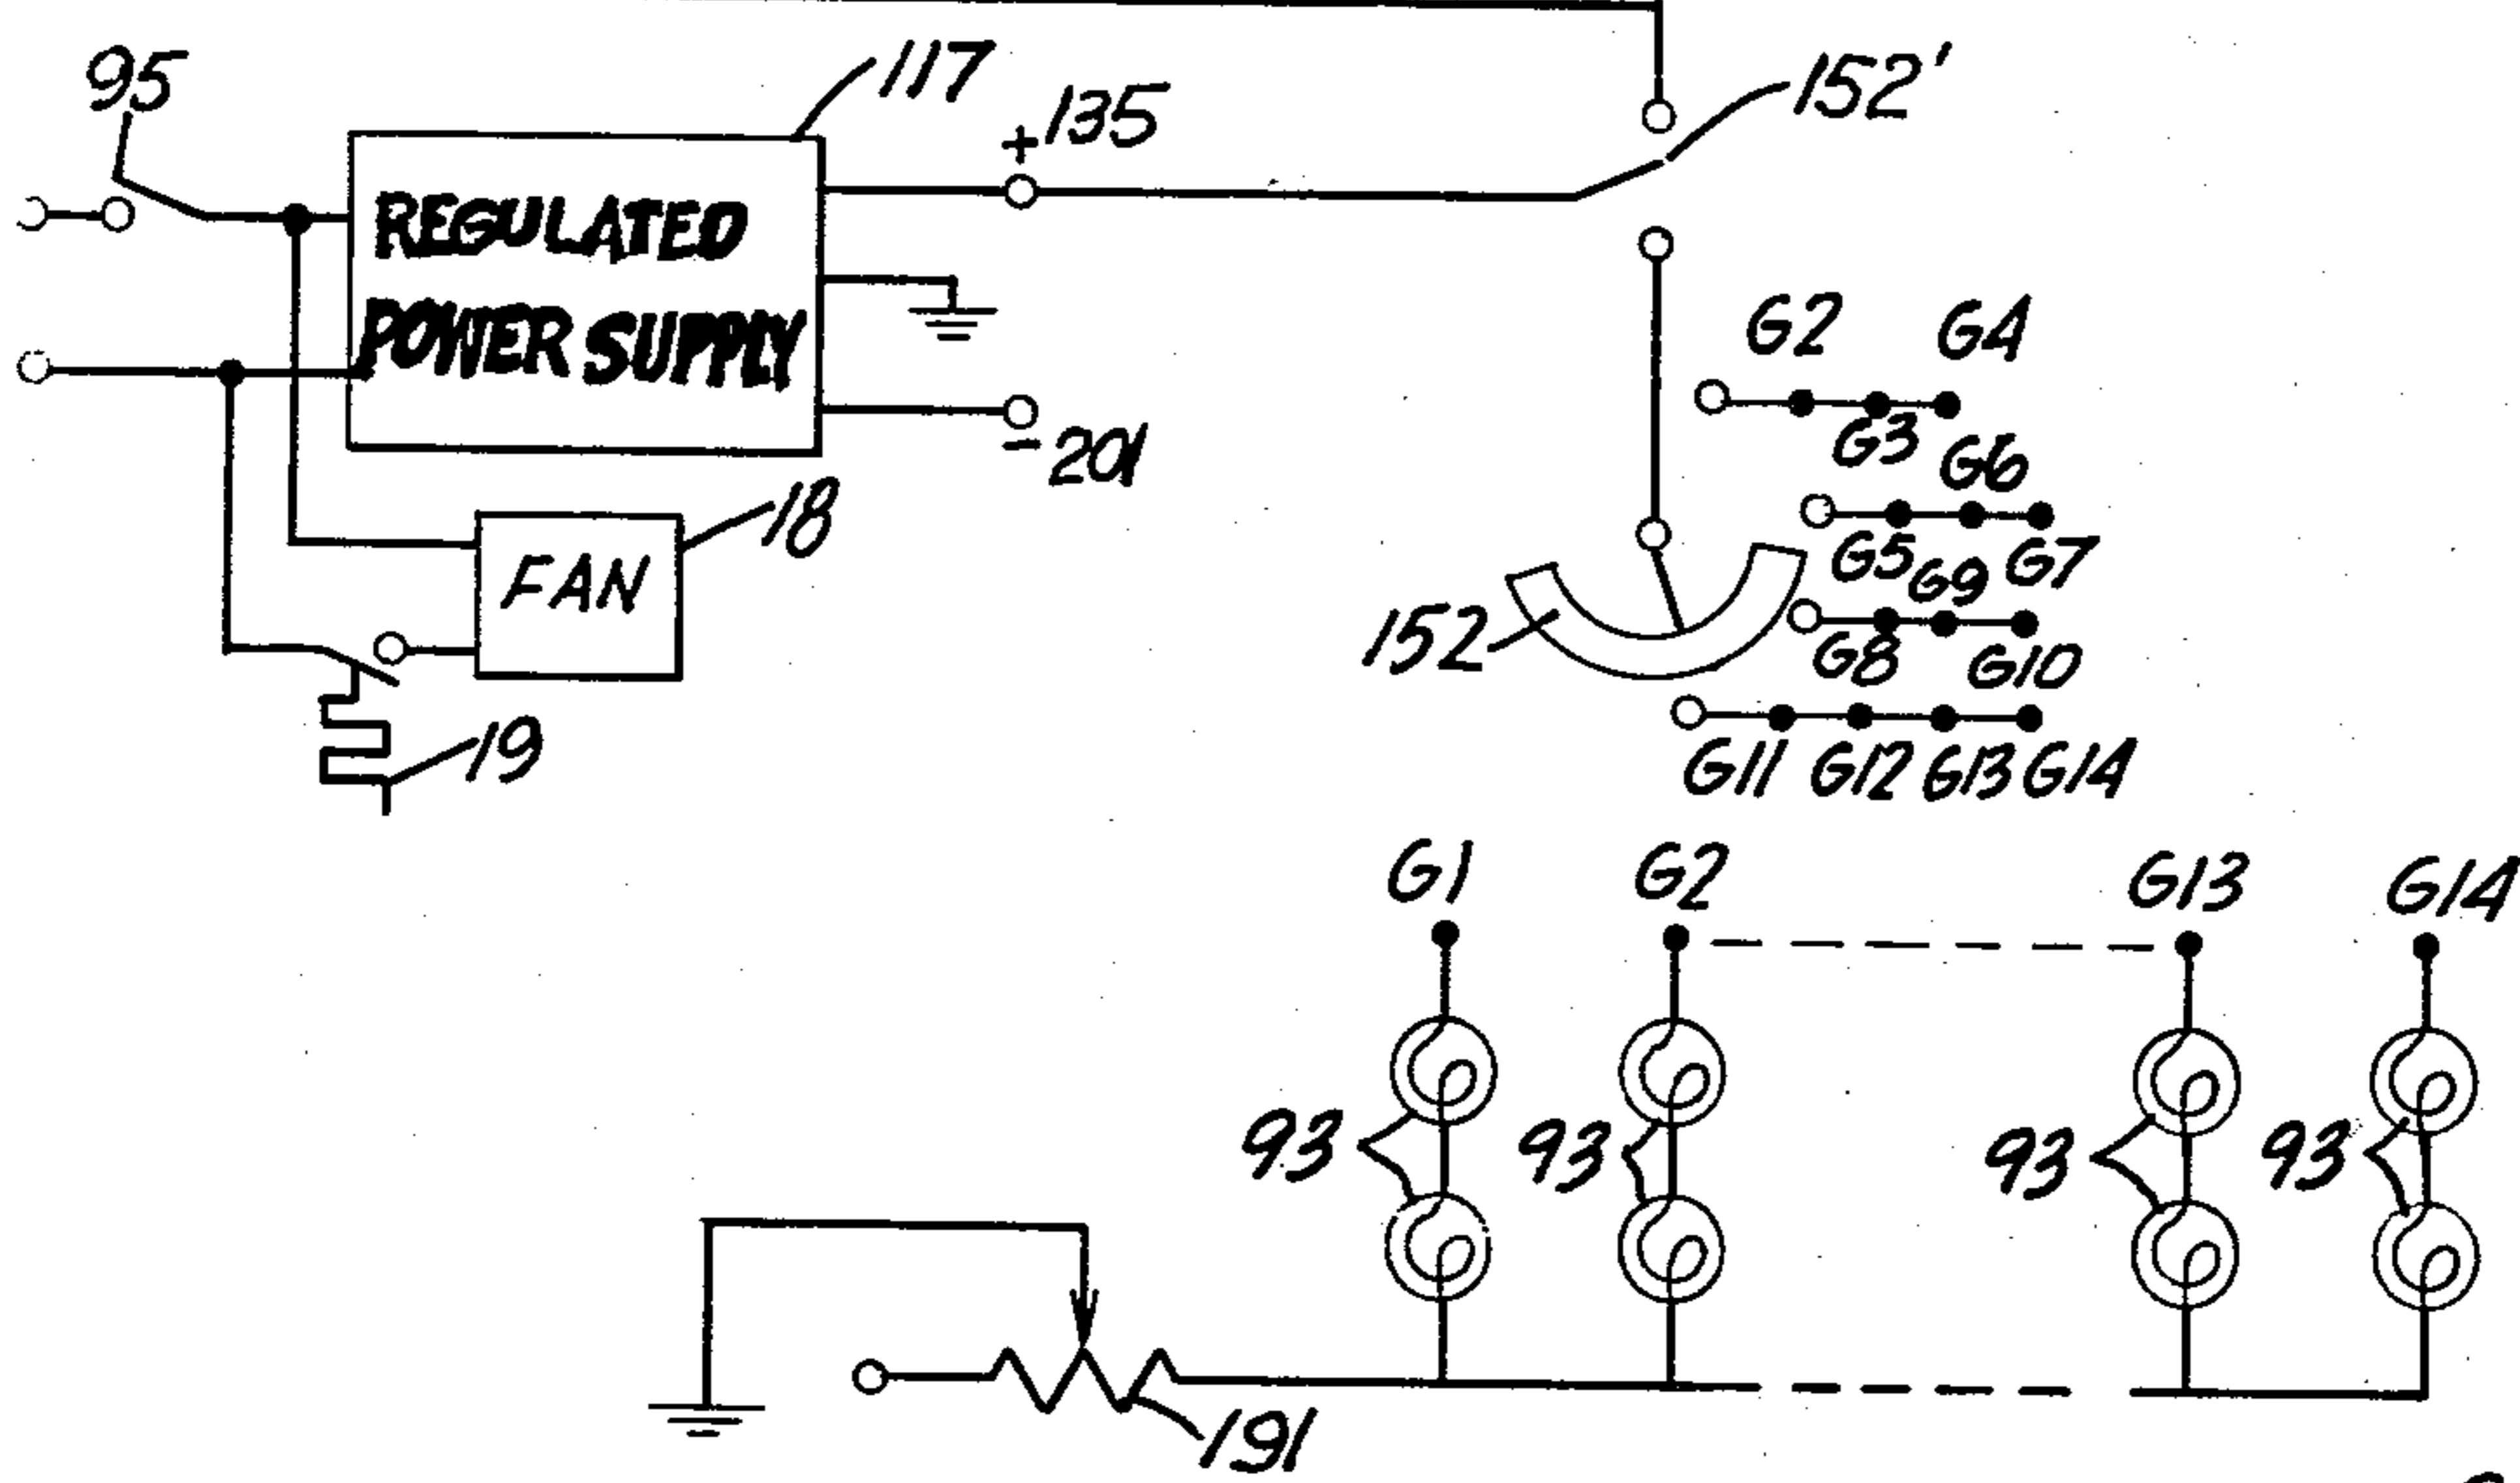 95
117
+ 135
152'
REGULATED
POWER SUPPLY
- 201
18
FAN
19
G2 G4
G3 G6
G5 G9 G7
152
G8 G10
G11 G12 G13 G14
G1 G2 G13 G14
93 93 93 93
191